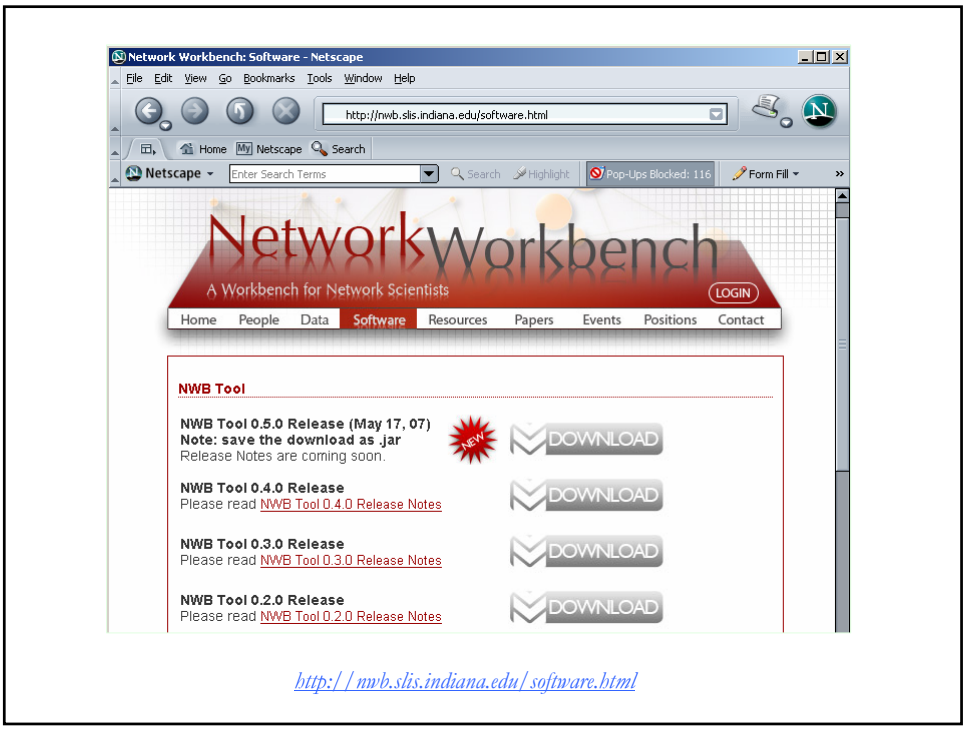 Network Workbench: Software - Netscape
File Edit View Go Bookmarks Tools Window Help
http://nwb.slis.indiana.edu/software.html
N
Home My Netscape Search
Netscape Enter Search Terms Search Highlight Pop-Ups Blocked: 116 Form Fill »
NetworkWorkbench
A Workbench for Network Scientists LOGIN
Home People Data Software Resources Papers Events Positions Contact
NWB Tool
NWB Tool 0.5.0 Release (May 17, 07)
Note: save the download as .jar
Release Notes are coming soon.
NEW
DOWNLOAD
NWB Tool 0.4.0 Release
Please read NWB Tool 0.4.0 Release Notes
DOWNLOAD
NWB Tool 0.3.0 Release
Please read NWB Tool 0.3.0 Release Notes
DOWNLOAD
NWB Tool 0.2.0 Release
Please read NWB Tool 0.2.0 Release Notes
DOWNLOAD
http://nwb.slis.indiana.edu/software.html